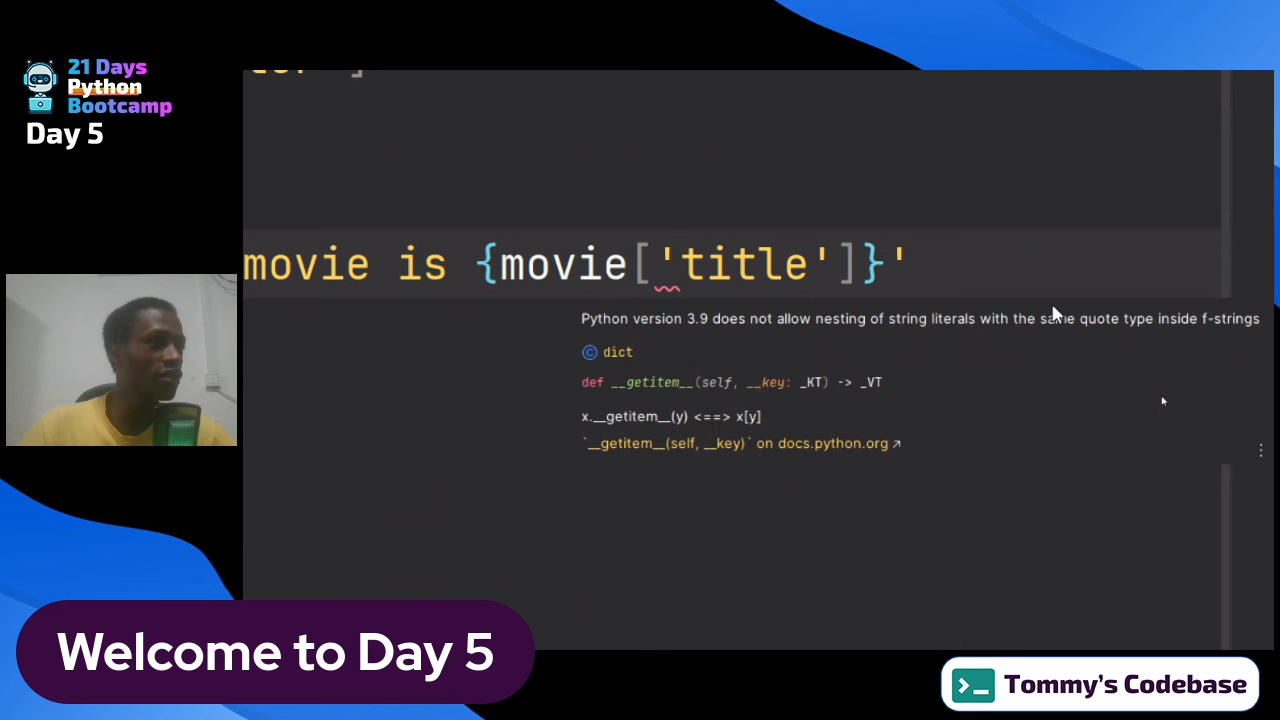 21 Days
Python
Bootcamp
Day 5
movie is {movie['title']}'
Python version 3.9 does not allow nesting of string literals with the same quote type inside f-strings
© dict
def __getitem__(self, __key: _KT) -> _VT
x.__getitem__(y) <==> x[y]
`__getitem__(self, __key)` on docs.python.org ↗
Welcome to Day 5
Tommy's Codebase